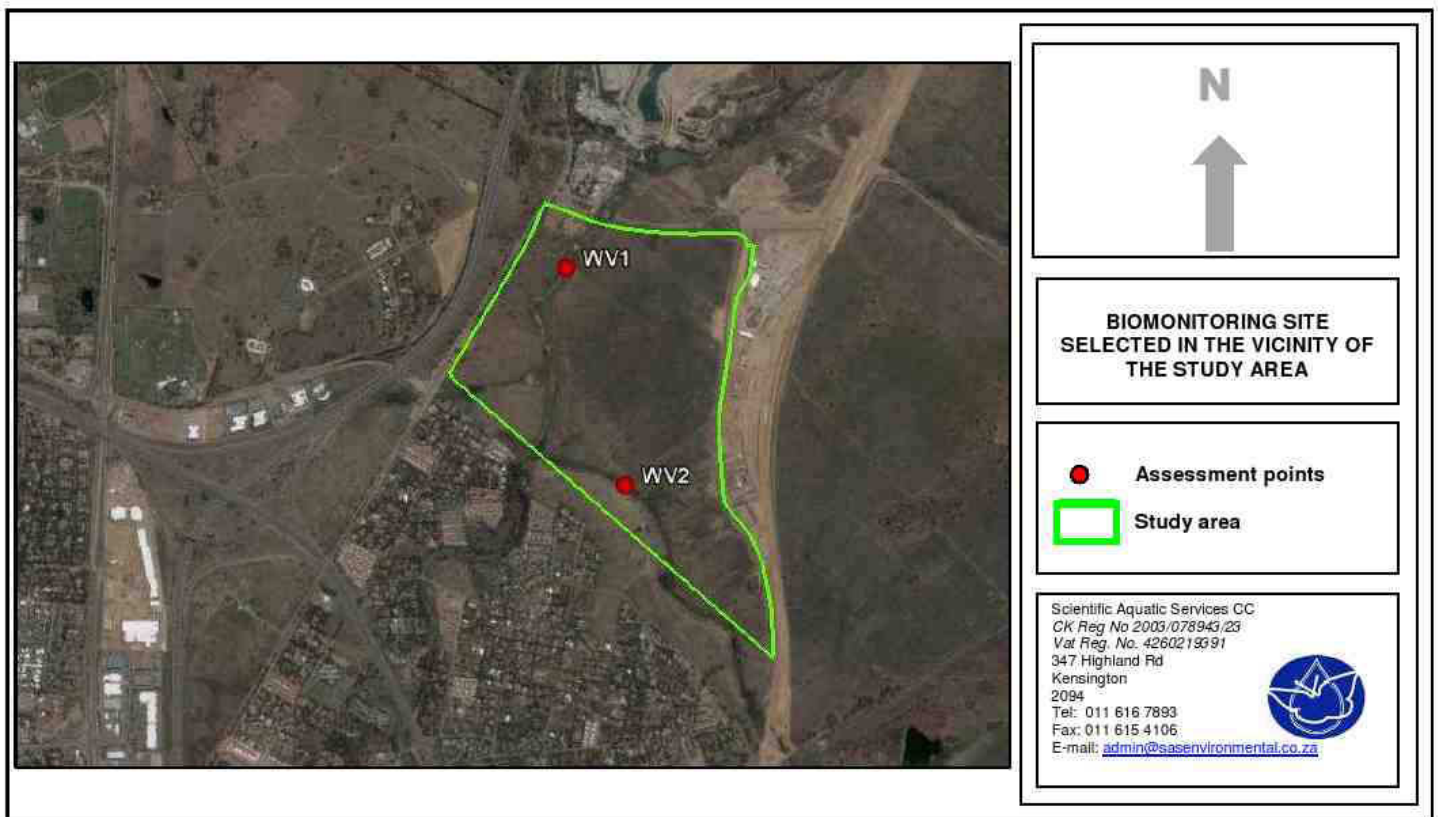 WV1
WV2
N
BIOMONITORING SITE
SELECTED IN THE VICINITY OF
THE STUDY AREA
Assessment points
Study area
Scientific Aquatic Services CC
CK Reg No 2003/078943/23
Vat Reg. No. 4260219391
347 Highland Rd
Kensington
2094
Tel: 011 616 7893
Fax: 011 615 4106
E-mail: admin@sasenvironmental.co.za